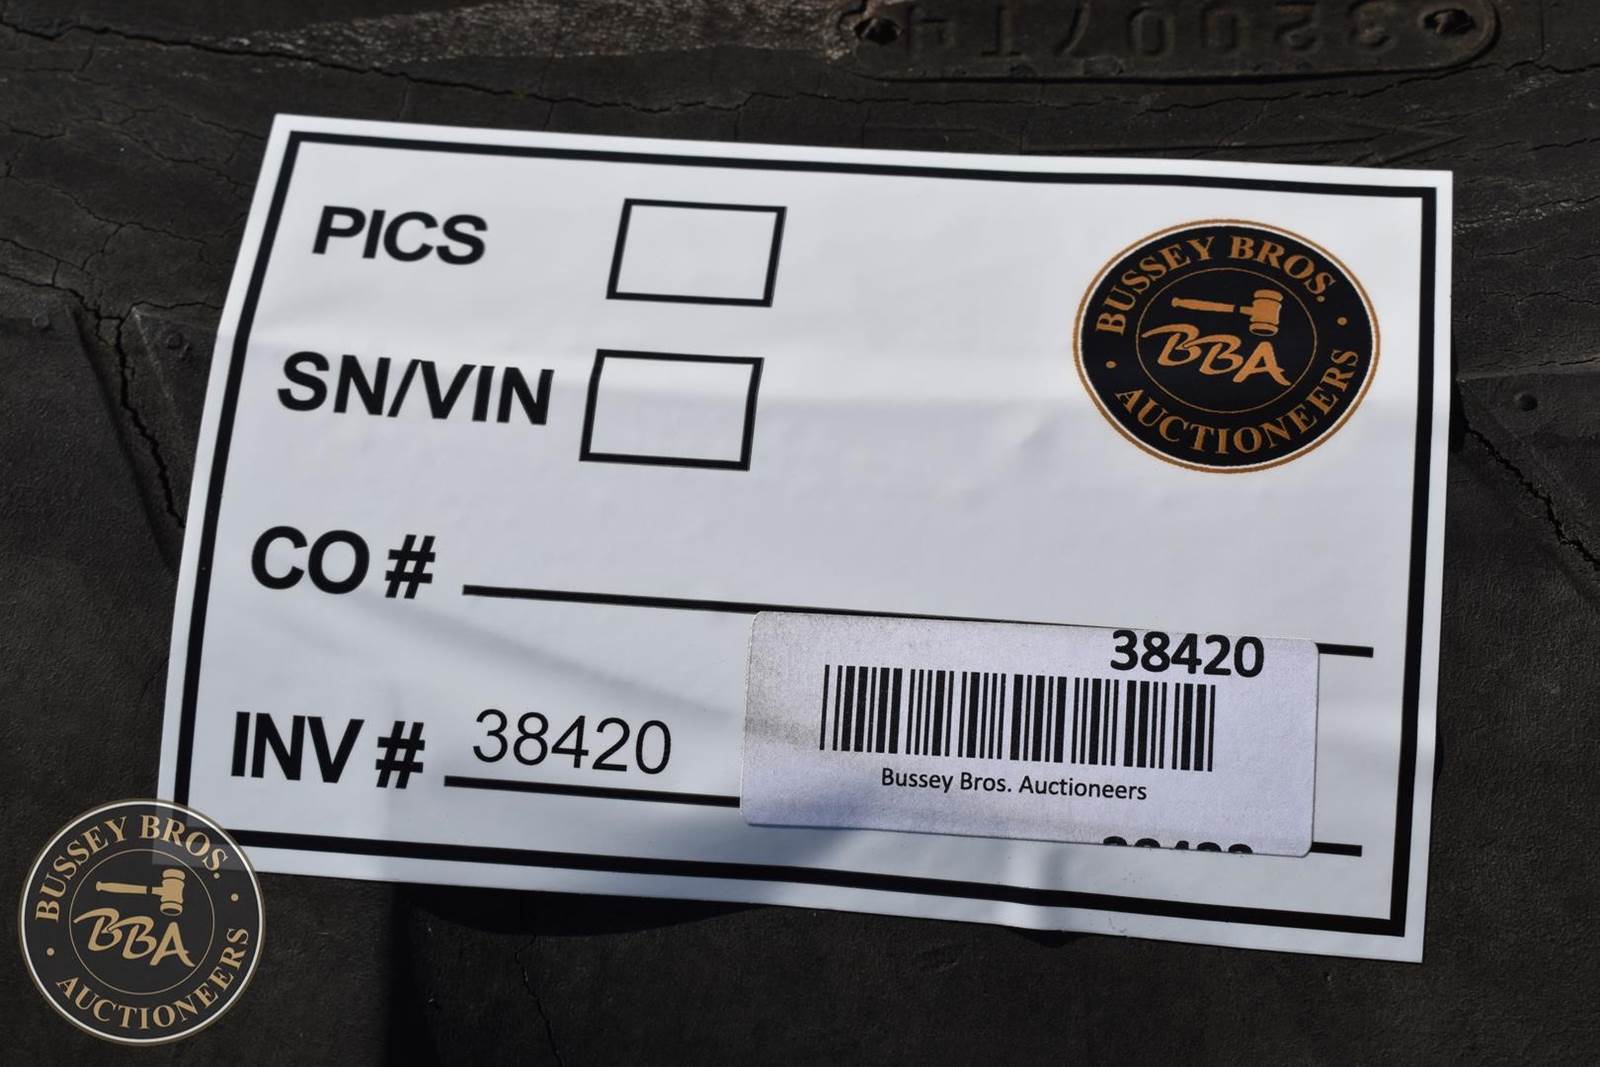 PICS
BUSSEY BROS.
BBA
AUCTIONEERS
SN/VIN
CO #
38420
INV # 38420
Bussey Bros. Auctioneers
BUSSEY BROS.
BBA
AUCTIONEERS